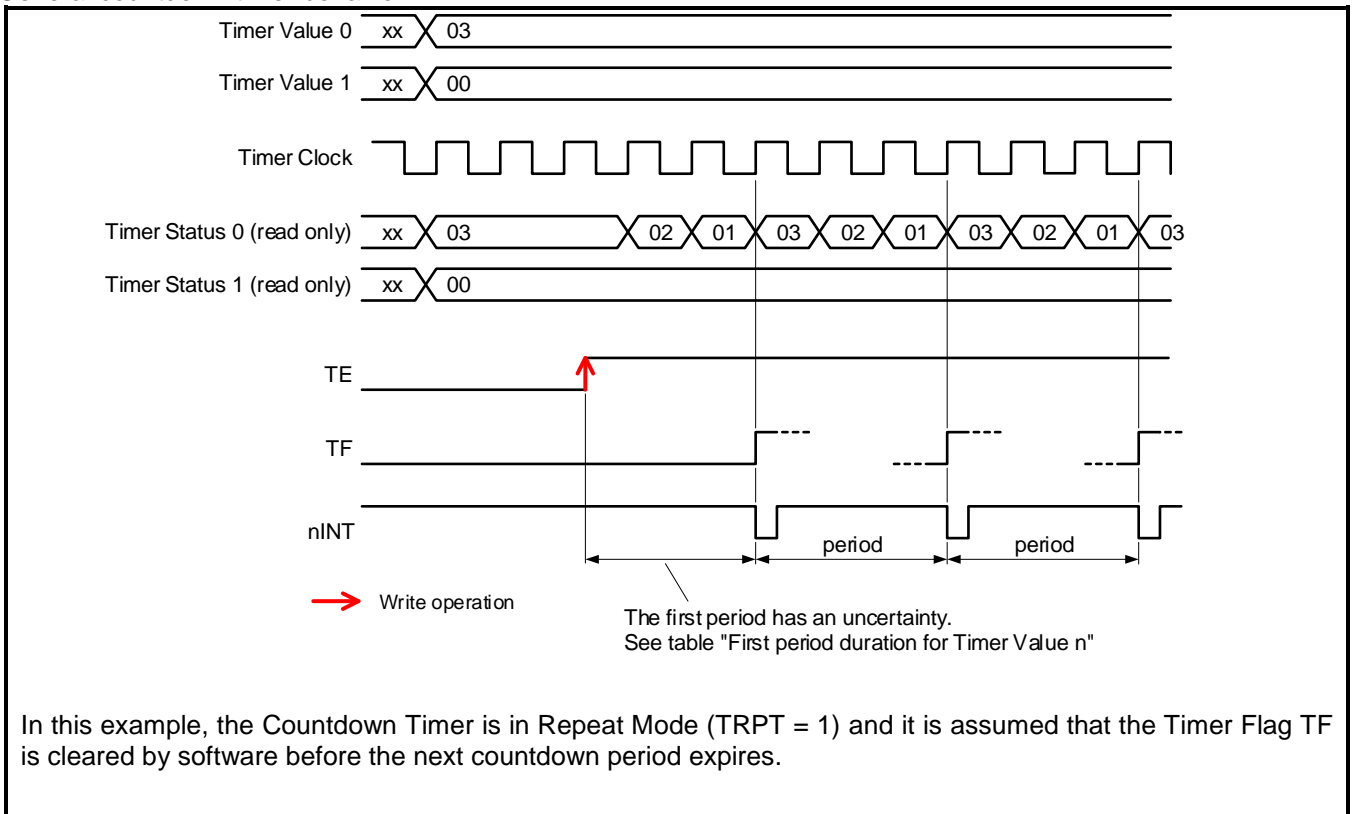 Timer Value 0 xx 03
Timer Value 1 xx 00
Timer Clock
Timer Status 0 (read only) xx 03 02 01 03 02 01 03 02 01 03
Timer Status 1 (read only) xx 00
TE
TF
nINT
period period
Write operation
The first period has an uncertainty.
See table "First period duration for Timer Value n"
In this example, the Countdown Timer is in Repeat Mode (TRPT = 1) and it is assumed that the Timer Flag TF
is cleared by software before the next countdown period expires.